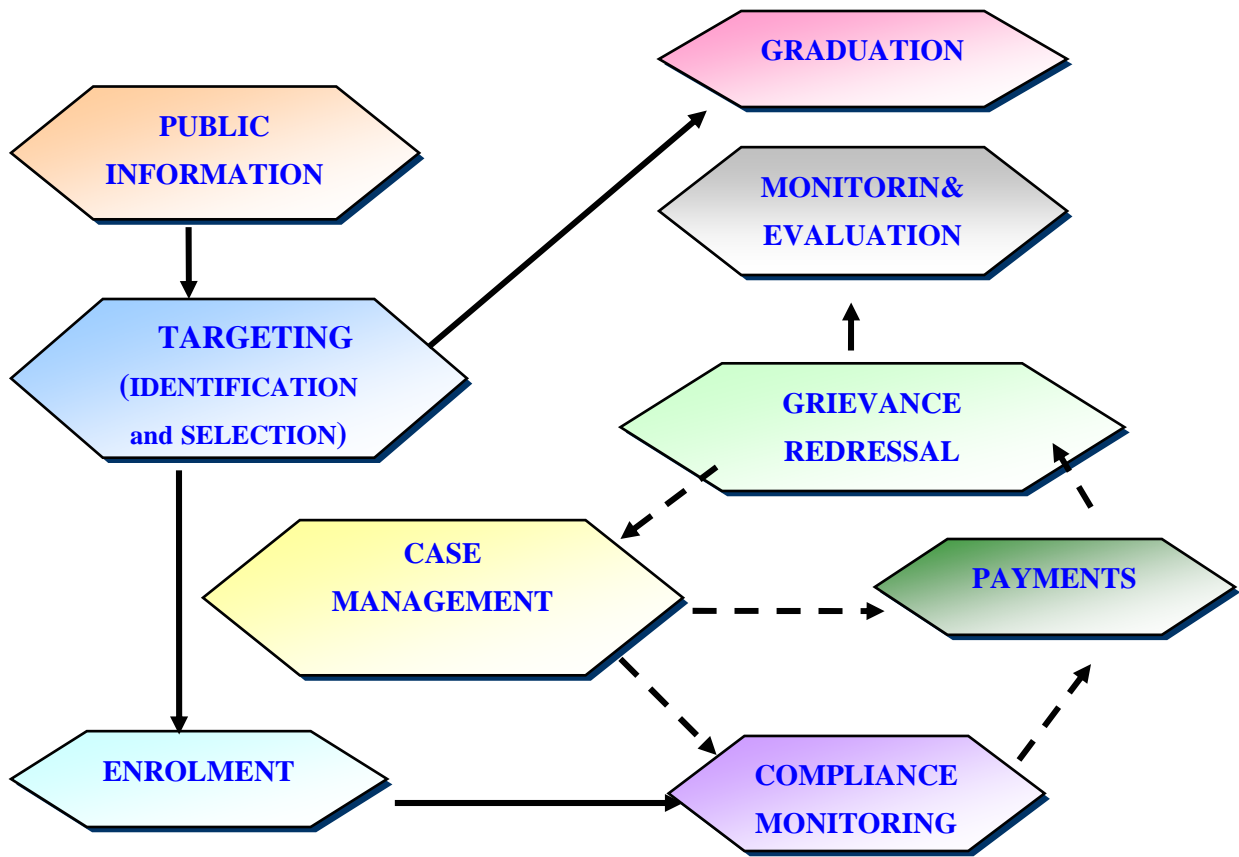 GRADUATION
PUBLIC
INFORMATION
MONITORIN&
EVALUATION
TARGETING
(IDENTIFICATION
and SELECTION)
GRIEVANCE
REDRESSAL
CASE
MANAGEMENT
PAYMENTS
ENROLMENT
COMPLIANCE
MONITORING